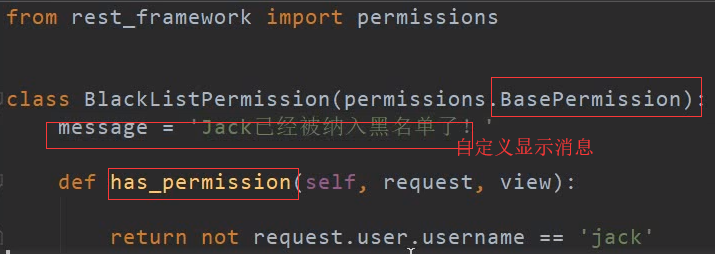 from rest_framework import permissions
class BlackListPermission(permissions.BasePermission):
message = 'Jack已经被纳入黑名单了!'
自定义显示消息
def has_permission(self, request, view):
return not request.user.username == 'jack'